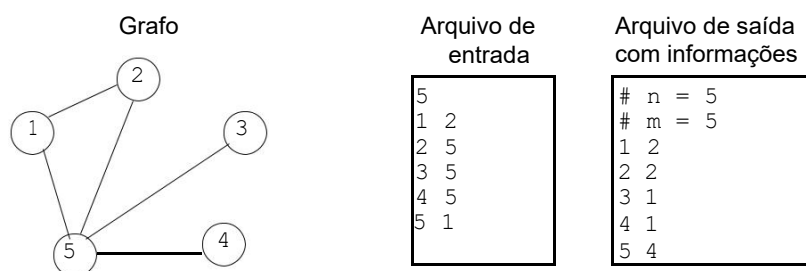 Grafo
1
2
3
4
5
Arquivo de
entrada
5
1 2
2 5
3 5
4 5
5 1
Arquivo de saída
com informações
# n = 5
# m = 5
1 2
2 2
3 1
4 1
5 4